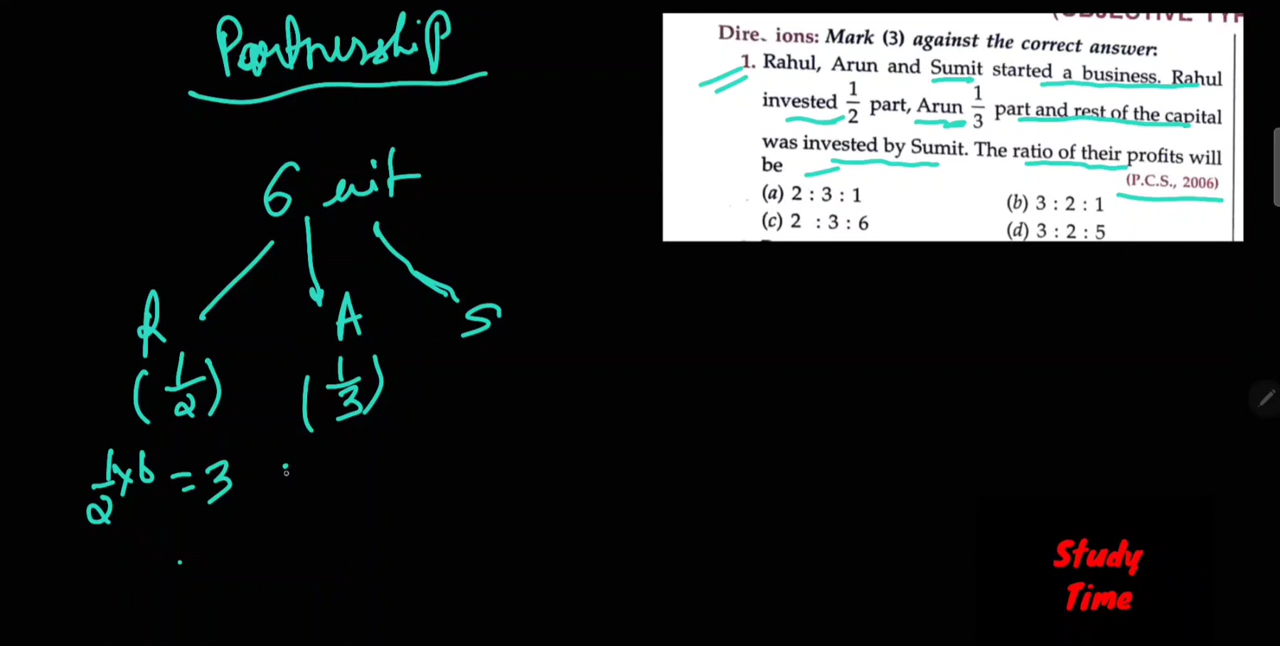 Partnership
6 unit
R A S
(1/2) (1/3)
1/2 × 6 = 3 :
Dire ions: Mark (3) against the correct answer:
1. Rahul, Arun and Sumit started a business. Rahul
invested 1/2 part, Arun 1/3 part and rest of the capital
was invested by Sumit. The ratio of their profits will
be
(P.C.S., 2006)
(a) 2 : 3 : 1
(b) 3 : 2 : 1
(c) 2 : 3 : 6
(d) 3 : 2 : 5
Study
Time